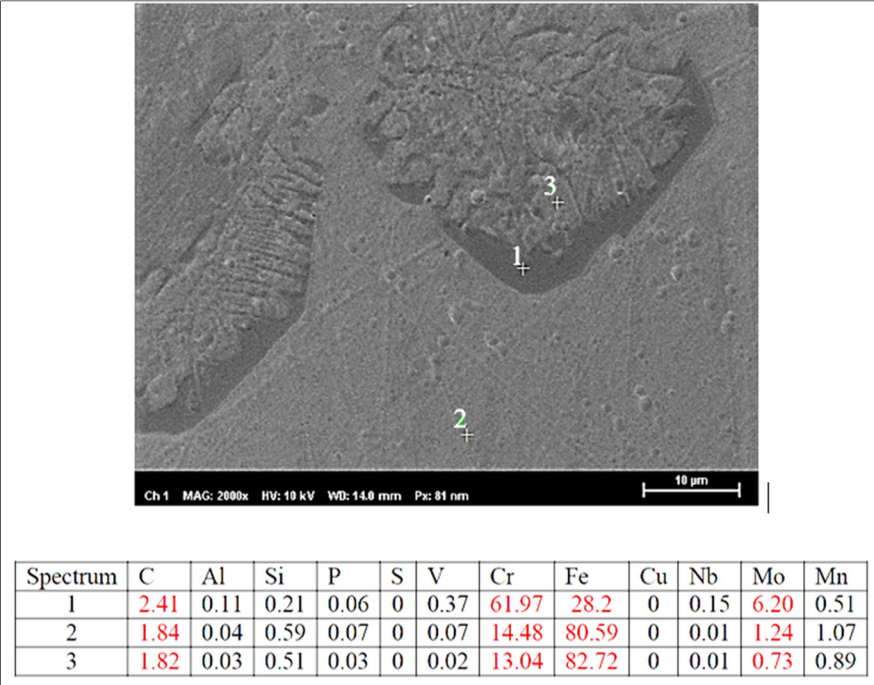 3
1
2
10 µm
Ch 1 MAG: 2000x HV: 10 kV WD: 14.0 mm Px: 81 nm
Spectrum C Al Si P S V Cr Fe Cu Nb Mo Mn
1 2.41 0.11 0.21 0.06 0 0.37 61.97 28.2 0 0.15 6.20 0.51
2 1.84 0.04 0.59 0.07 0 0.07 14.48 80.59 0 0.01 1.24 1.07
3 1.82 0.03 0.51 0.03 0 0.02 13.04 82.72 0 0.01 0.73 0.89